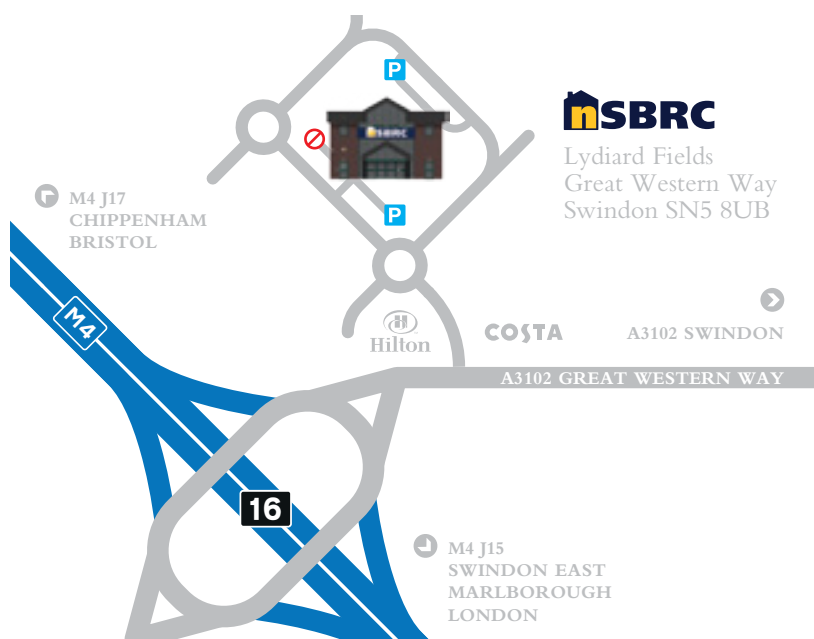 P
nSBRC
nSBRC
Lydiard Fields
Great Western Way
Swindon SN5 8UB
M4 J17
CHIPPENHAM
BRISTOL
P
M4
H
Hilton
COSTA
A3102 SWINDON
A3102 GREAT WESTERN WAY
16
M4 J15
SWINDON EAST
MARLBOROUGH
LONDON